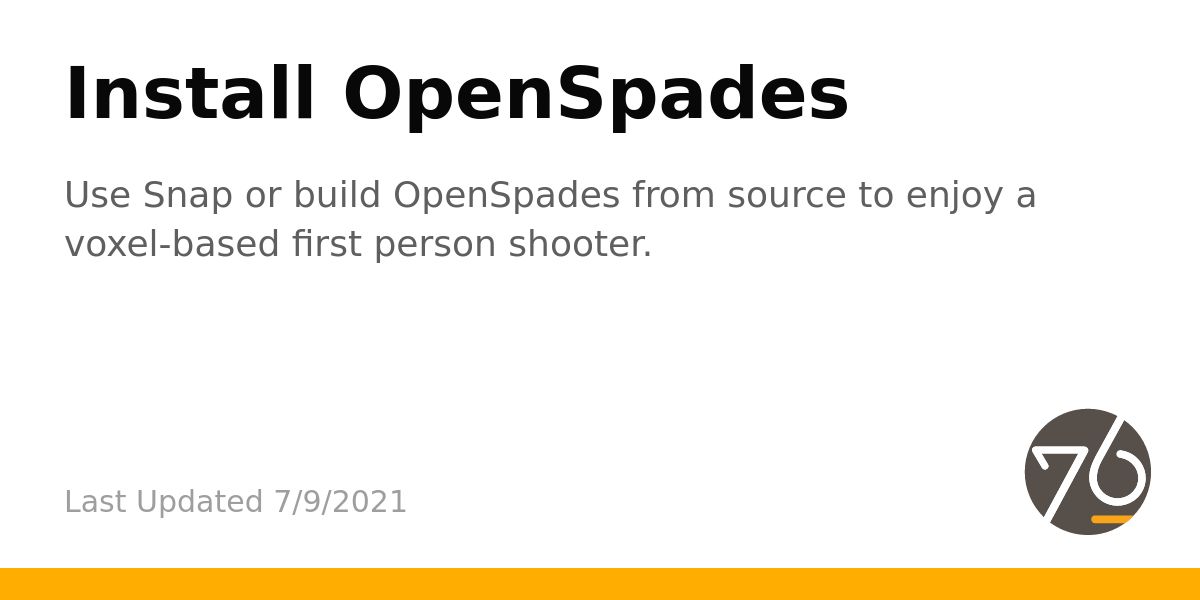 Install OpenSpades
Use Snap or build OpenSpades from source to enjoy a
voxel-based first person shooter.
Last Updated 7/9/2021
76